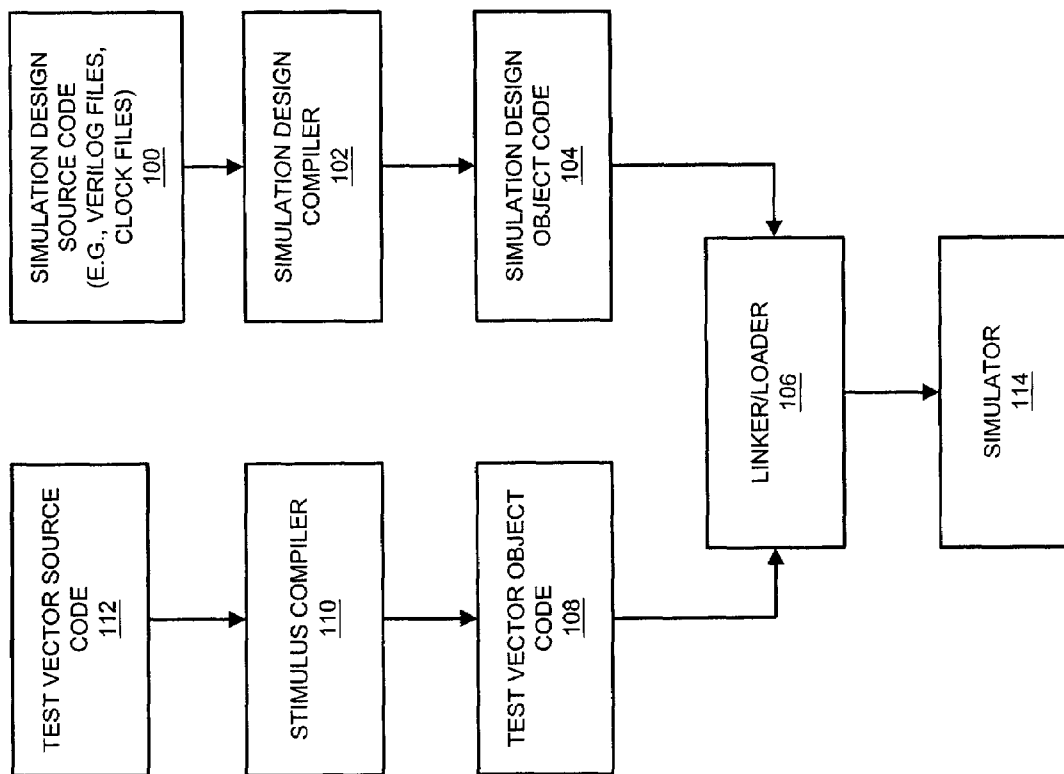 SIMULATION DESIGN
SOURCE CODE
(E.G., VERILOG FILES,
CLOCK FILES)
100
SIMULATION DESIGN
COMPILER
102
SIMULATION DESIGN
OBJECT CODE
104
TEST VECTOR SOURCE
CODE
112
STIMULUS COMPILER
110
TEST VECTOR OBJECT
CODE
108
LINKER/LOADER
106
SIMULATOR
114